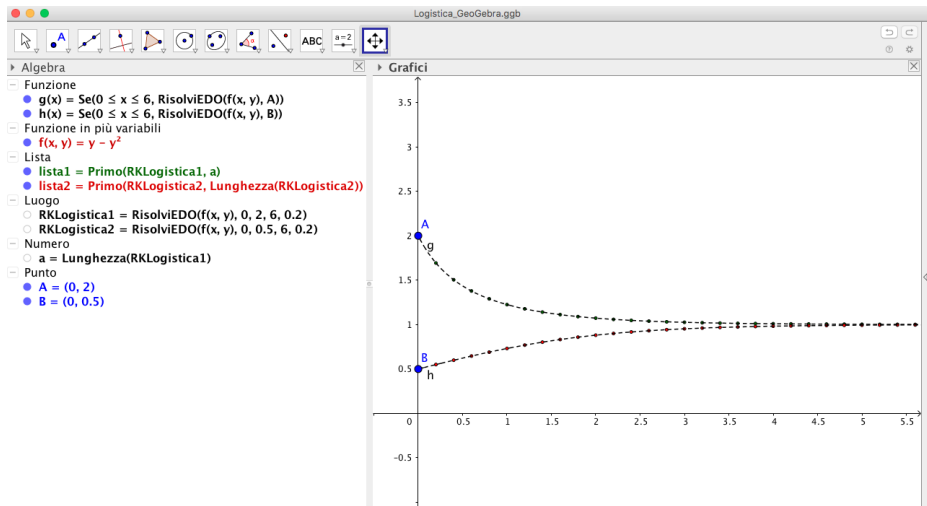 Logistica_GeoGebra.ggb
A
ABC
a=2
Algebra
Funzione
g(x) = Se(0 ≤ x ≤ 6, RisolviEDO(f(x, y), A))
h(x) = Se(0 ≤ x ≤ 6, RisolviEDO(f(x, y), B))
Funzione in più variabili
f(x, y) = y − y²
Lista
lista1 = Primo(RKLogistica1, a)
lista2 = Primo(RKLogistica2, Lunghezza(RKLogistica2))
Luogo
RKLogistica1 = RisolviEDO(f(x, y), 0, 2, 6, 0.2)
RKLogistica2 = RisolviEDO(f(x, y), 0, 0.5, 6, 0.2)
Numero
a = Lunghezza(RKLogistica1)
Punto
A = (0, 2)
B = (0, 0.5)
Grafici
3.5
3
2.5
A
2
g
1.5
1
B
0.5
h
0 0.5 1 1.5 2 2.5 3 3.5 4 4.5 5 5.5
−0.5